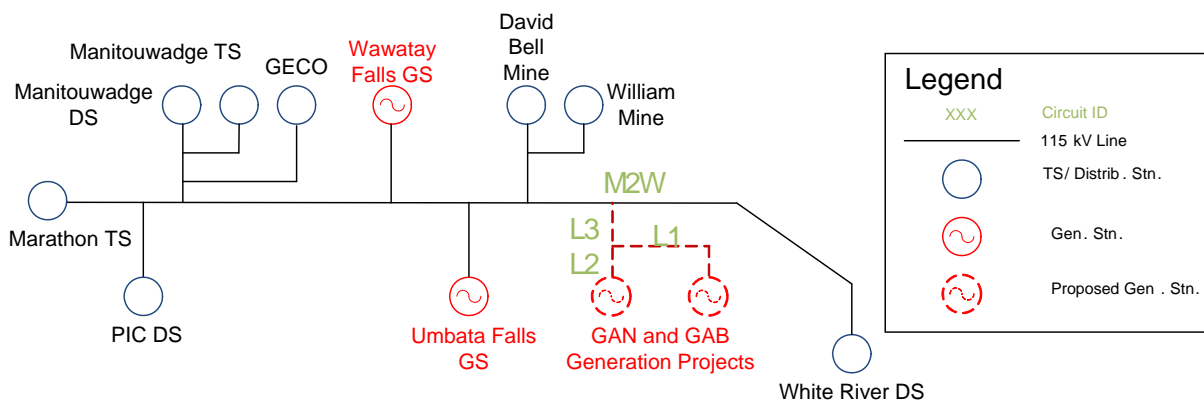 Manitouwadge TS
Manitouwadge
DS
GECO
Wawatay
Falls GS
David
Bell
Mine
William
Mine
Marathon TS
PIC DS
Umbata Falls
GS
M2W
L3
L1
L2
GAN and GAB
Generation Projects
White River DS
Legend
XXX
Circuit ID
115 kV Line
TS/ Distrib . Stn.
Gen. Stn.
Proposed Gen . Stn.